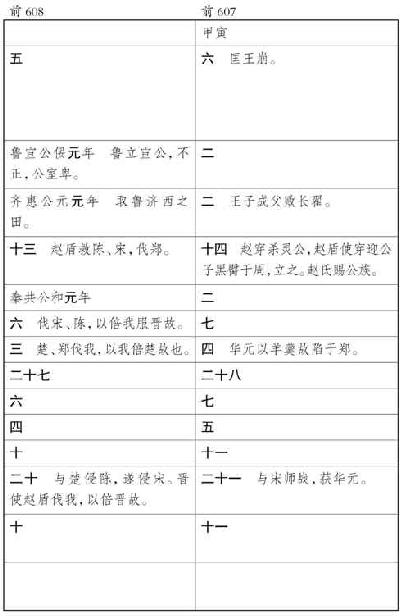 前 608
前 607
甲寅
五
六 匡王崩。
鲁宣公俀元年 鲁立宣公,不
正,公室卑。
二
齐惠公元元年 取鲁济西之
田。
二 王子成父败长翟。
十三 赵盾救陈、宋,伐郑。
十四 赵穿杀灵公,赵盾使穿迎公
子黑臀于周,立之。赵氏赐公族。
秦共公和元年
二
六 伐宋、陈,以倍我服晋故。
七
三 楚、郑伐我,以我倍楚故也。
四 华元以羊羹故陷于郑。
二十七
二十八
六
七
四
五
十
十一
二十 与楚侵陈,遂侵宋。晋
使赵盾伐我,以倍晋故。
二十一 与宋师战,获华元。
十
十一